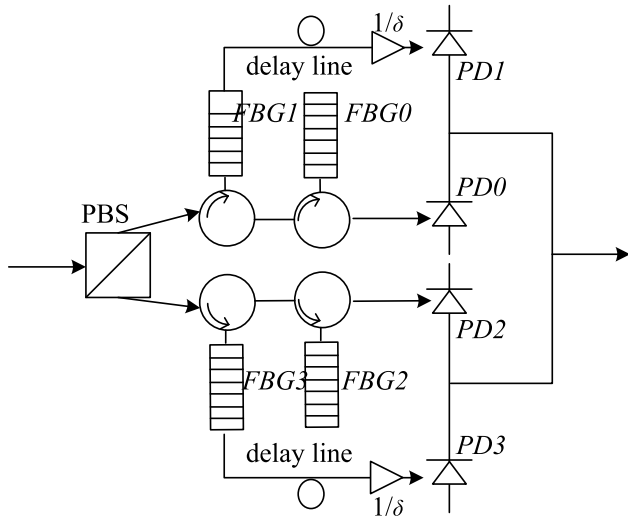 1/δ
delay line
PD1
FBG1
FBG0
PD0
PBS
PD2
FBG3
FBG2
delay line
PD3
1/δ